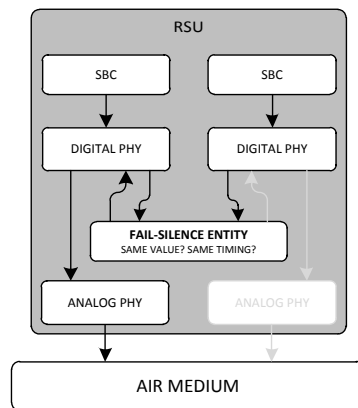 RSU
SBC
SBC
DIGITAL PHY
DIGITAL PHY
FAIL-SILENCE ENTITY
SAME VALUE? SAME TIMING?
ANALOG PHY
ANALOG PHY
AIR MEDIUM